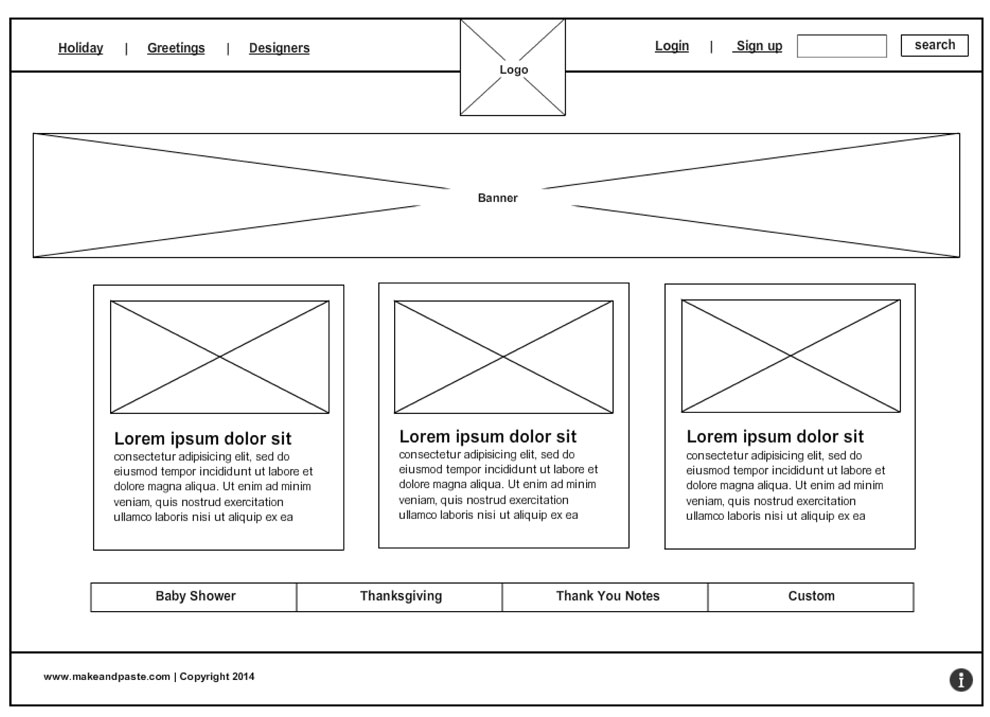 Holiday | Greetings | Designers
Logo
Login | Sign up
search
Banner
Lorem ipsum dolor sit
consectetur adipisicing elit, sed do
eiusmod tempor incididunt ut labore et
dolore magna aliqua. Ut enim ad minim
veniam, quis nostrud exercitation
ullamco laboris nisi ut aliquip ex ea
Lorem ipsum dolor sit
consectetur adipisicing elit, sed do
eiusmod tempor incididunt ut labore et
dolore magna aliqua. Ut enim ad minim
veniam, quis nostrud exercitation
ullamco laboris nisi ut aliquip ex ea
Lorem ipsum dolor sit
consectetur adipisicing elit, sed do
eiusmod tempor incididunt ut labore et
dolore magna aliqua. Ut enim ad minim
veniam, quis nostrud exercitation
ullamco laboris nisi ut aliquip ex ea
Baby Shower
Thanksgiving
Thank You Notes
Custom
www.makeandpaste.com | Copyright 2014
i